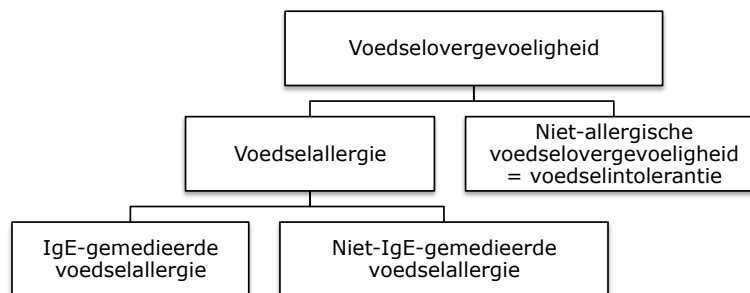 Voedselovergevoeligheid
Voedselallergie
Niet-allergische
voedselovergevoeligheid
= voedselintolerantie
IgE-gemedieerde
voedselallergie
Niet-IgE-gemedieerde
voedselallergie